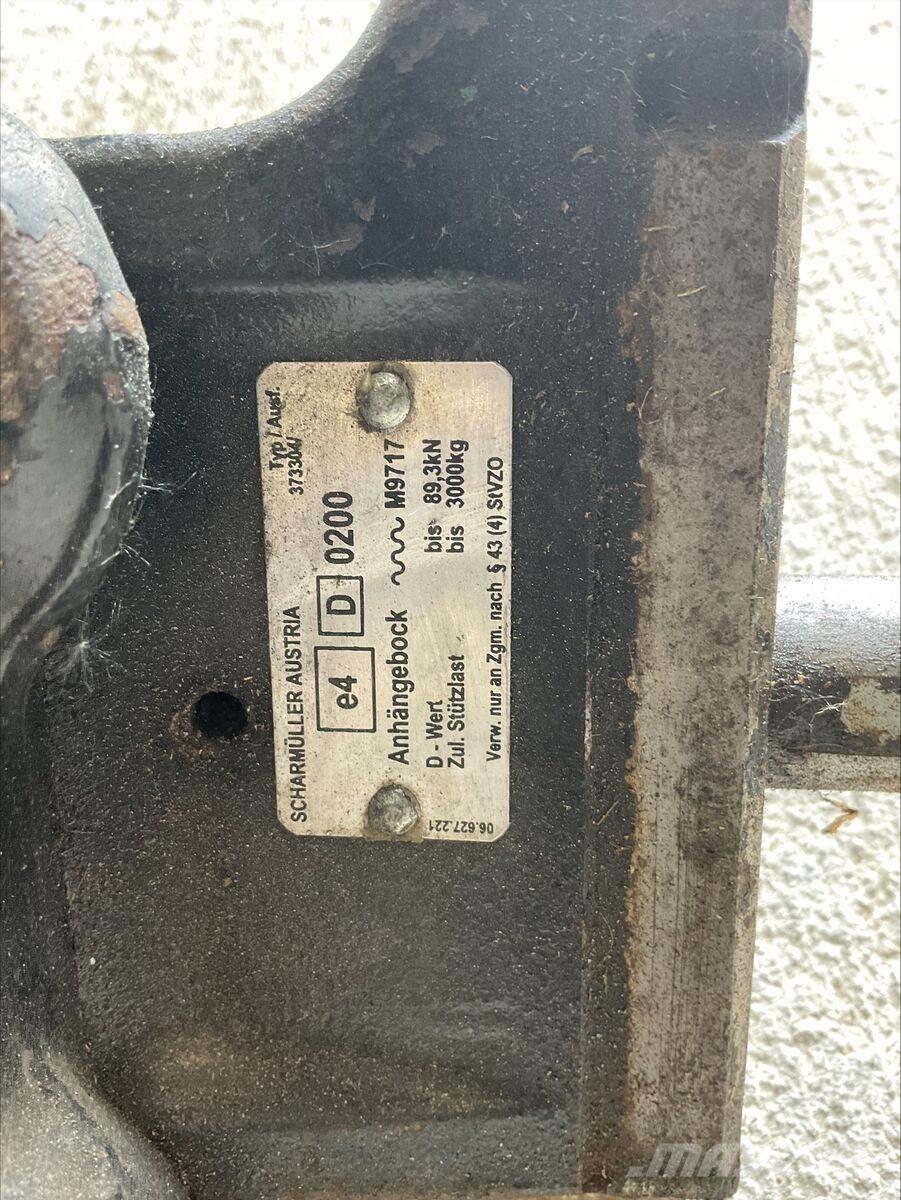 SCHARMÜLLER AUSTRIA
Typ / Ausf.
373304/
e4 D 0200
Anhängebock M9717
D - Wert bis 89,3kN
Zul. Stützlast bis 3000kg
Verw. nur an Zgm. nach § 43 (4) StVZO
06.627.221